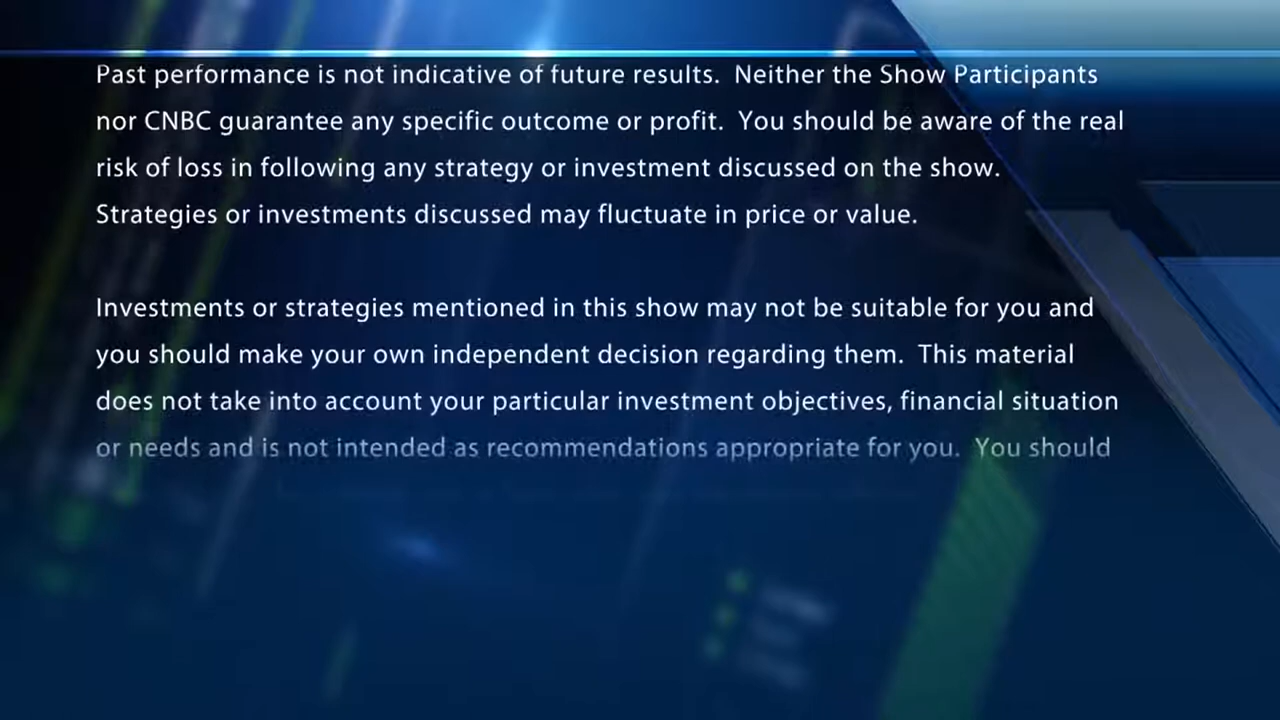 Past performance is not indicative of future results.  Neither the Show Participants
nor CNBC guarantee any specific outcome or profit.  You should be aware of the real
risk of loss in following any strategy or investment discussed on the show.
Strategies or investments discussed may fluctuate in price or value.
Investments or strategies mentioned in this show may not be suitable for you and
you should make your own independent decision regarding them.  This material
does not take into account your particular investment objectives, financial situation
or needs and is not intended as recommendations appropriate for you.  You should